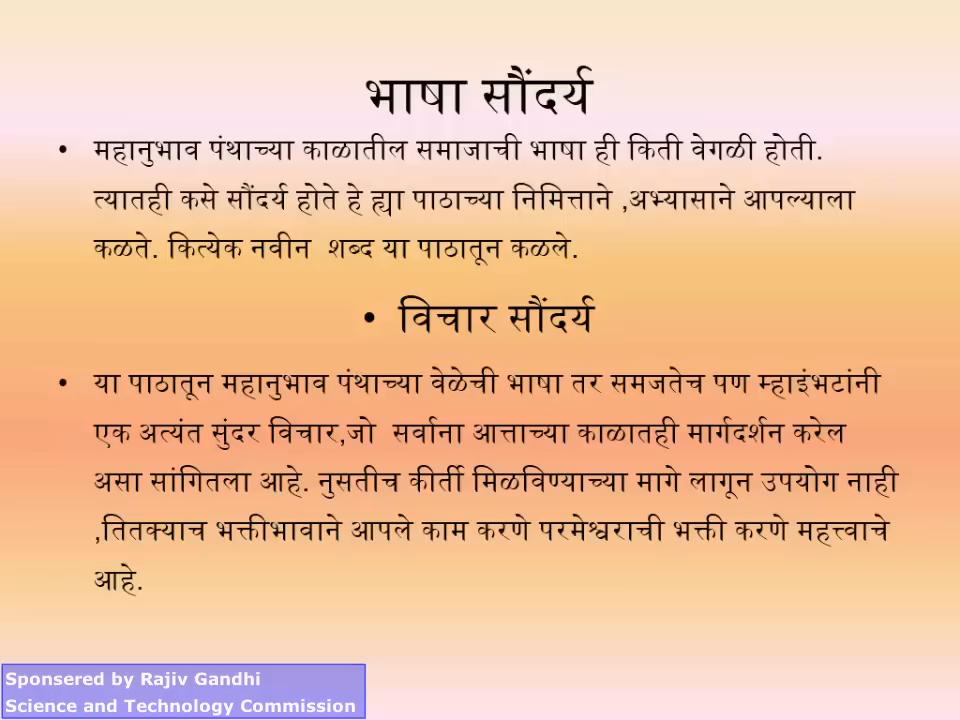 भाषा सौंदर्य
• महानुभाव पंथाच्या काळातील समाजाची भाषा ही किती वेगळी होती.
त्यातही कसे सौंदर्य होते हे ह्या पाठाच्या निमित्ताने ,अभ्यासाने आपल्याला
कळते. कित्येक नवीन  शब्द या पाठातून कळले.
• विचार सौंदर्य
• या पाठातून महानुभाव पंथाच्या वेळेची भाषा तर समजतेच पण म्हाइंभटांनी
एक अत्यंत सुंदर विचार,जो  सर्वाना आत्ताच्या काळातही मार्गदर्शन करेल
असा सांगितला आहे. नुसतीच कीर्ती मिळविण्याच्या मागे लागून उपयोग नाही
,तितक्याच भक्तीभावाने आपले काम करणे परमेश्वराची भक्ती करणे महत्त्वाचे
आहे.
Sponsered by Rajiv Gandhi
Science and Technology Commission